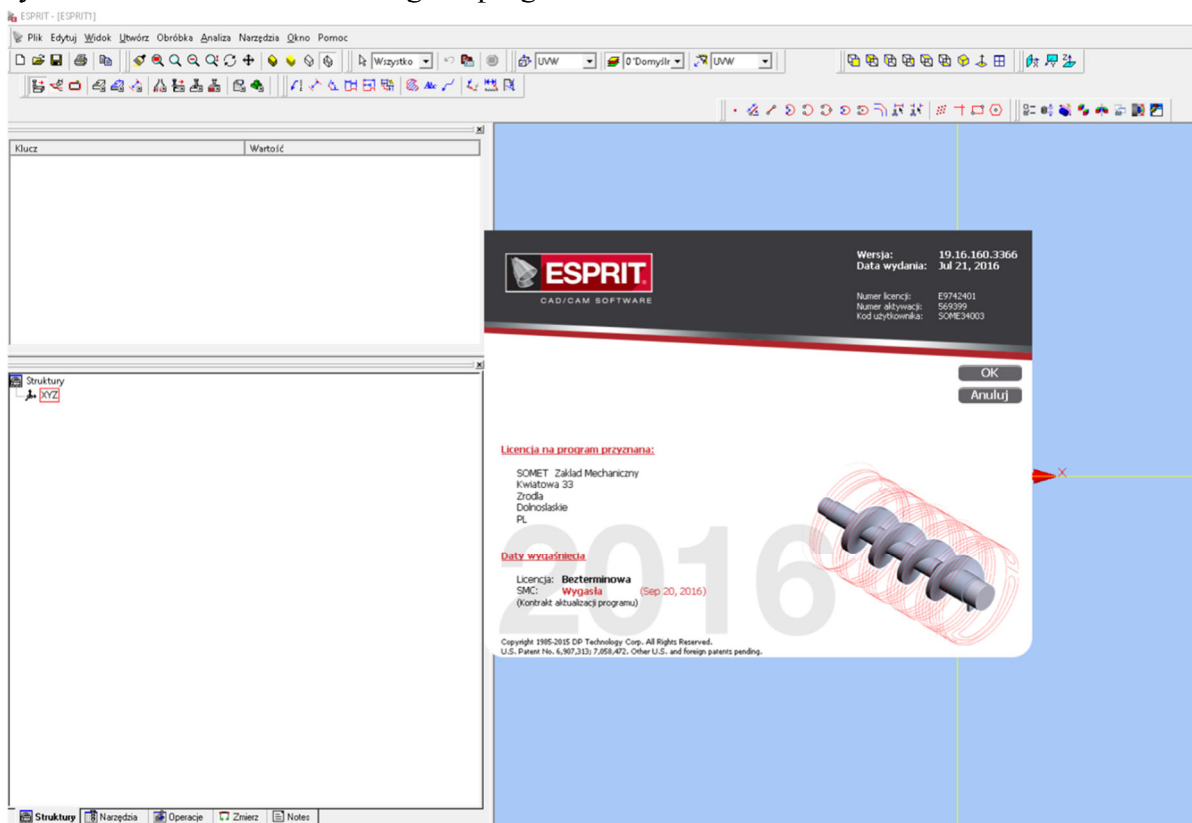 ESPRIT - [ESPRIT1]
Plik Edytuj Widok Utwórz Obróbka Analiza Narzędzia Okno Pomoc
Wszystko UVW 0 'Domyślr UVW
Abc
Klucz Wartość
ESPRIT
CAD/CAM SOFTWARE
Wersja: 19.16.160.3366
Data wydania: Jul 21, 2016
Numer licencji: E9742401
Numer aktywacji: 569399
Kod użytkownika: SOME34003
OK
Anuluj
Struktury
XYZ
Licencja na program przyznana:
SOMET Zaklad Mechaniczny
Kwiatowa 33
Zrodla
Dolnoslaskie
PL
X
2016
Daty wygaśnięcia
Licencja: Bezterminowa
SMC: Wygasła (Sep 20, 2016)
(Kontrakt aktualizacji programu)
Copyright 1985-2015 DP Technology Corp. All Rights Reserved.
U.S. Patent No. 6,907,313; 7,058,472. Other U.S. and foreign patents pending.
Struktury Narzędzia Operacje Zmierz Notes